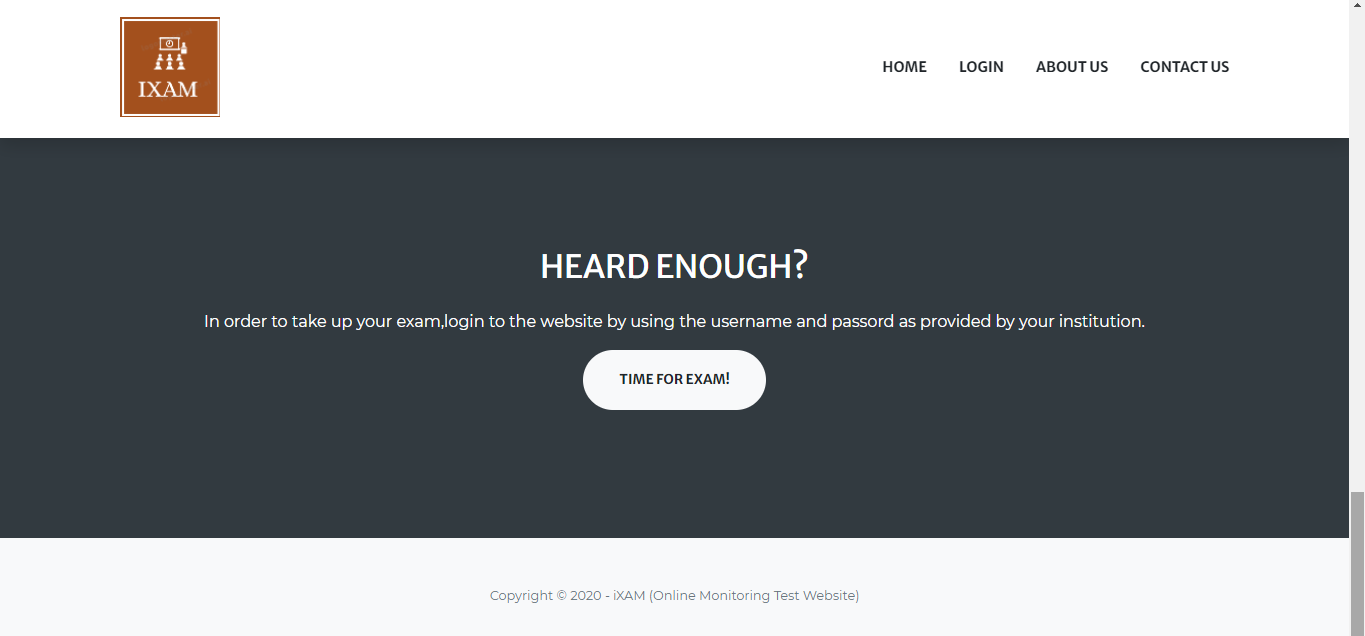 IXAM
HOME LOGIN ABOUT US CONTACT US
HEARD ENOUGH?
In order to take up your exam,login to the website by using the username and passord as provided by your institution.
TIME FOR EXAM!
Copyright © 2020 - iXAM (Online Monitoring Test Website)